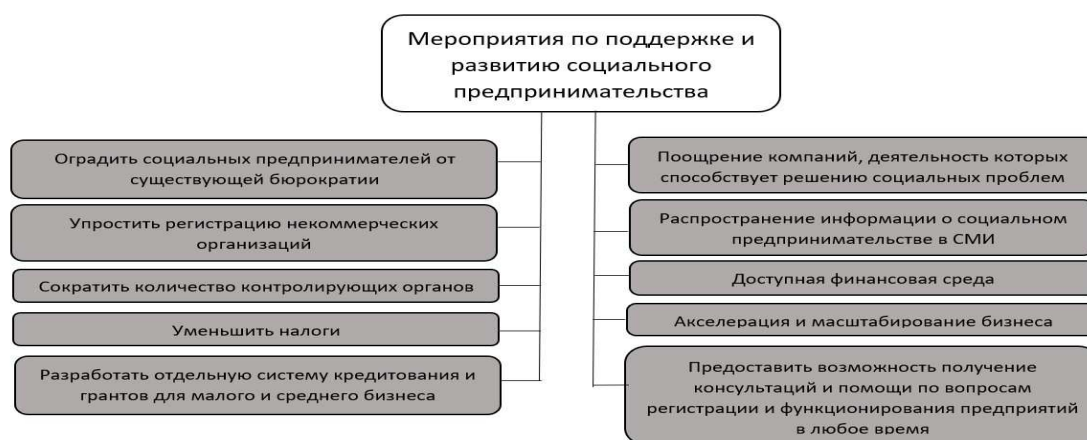 Мероприятия по поддержке и
развитию социального
предпринимательства
Оградить социальных предпринимателей от
существующей бюрократии
Упростить регистрацию некоммерческих
организаций
Сократить количество контролирующих органов
Уменьшить налоги
Разработать отдельную систему кредитования и
грантов для малого и среднего бизнеса
Поощрение компаний, деятельность которых
способствует решению социальных проблем
Распространение информации о социальном
предпринимательстве в СМИ
Доступная финансовая среда
Акселерация и масштабирование бизнеса
Предоставить возможность получение
консультаций и помощи по вопросам
регистрации и функционирования предприятий
в любое время